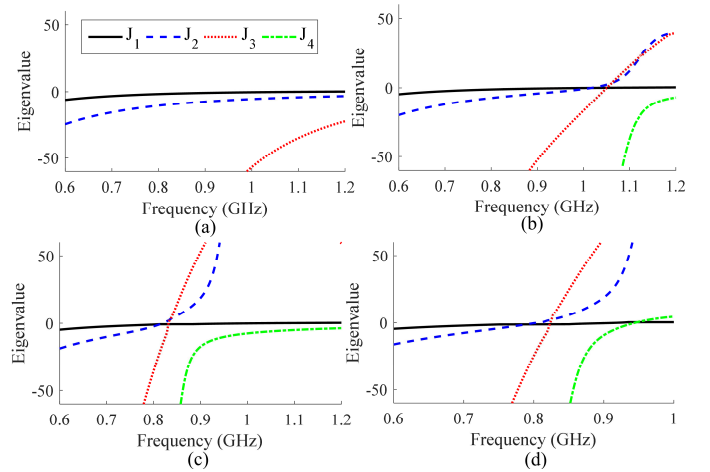 50
0
-50
Eigenvalue
J1 J2 J3 J4
0.6 0.7 0.8 0.9 1 1.1 1.2
Frequency (GHz)
(a)
50
0
-50
Eigenvalue
0.6 0.7 0.8 0.9 1 1.1 1.2
Frequency (GHz)
(b)
50
0
-50
Eigenvalue
0.6 0.7 0.8 0.9 1 1.1 1.2
Frequency (GHz)
(c)
50
0
-50
Eigenvalue
0.6 0.7 0.8 0.9 1
Frequency (GHz)
(d)